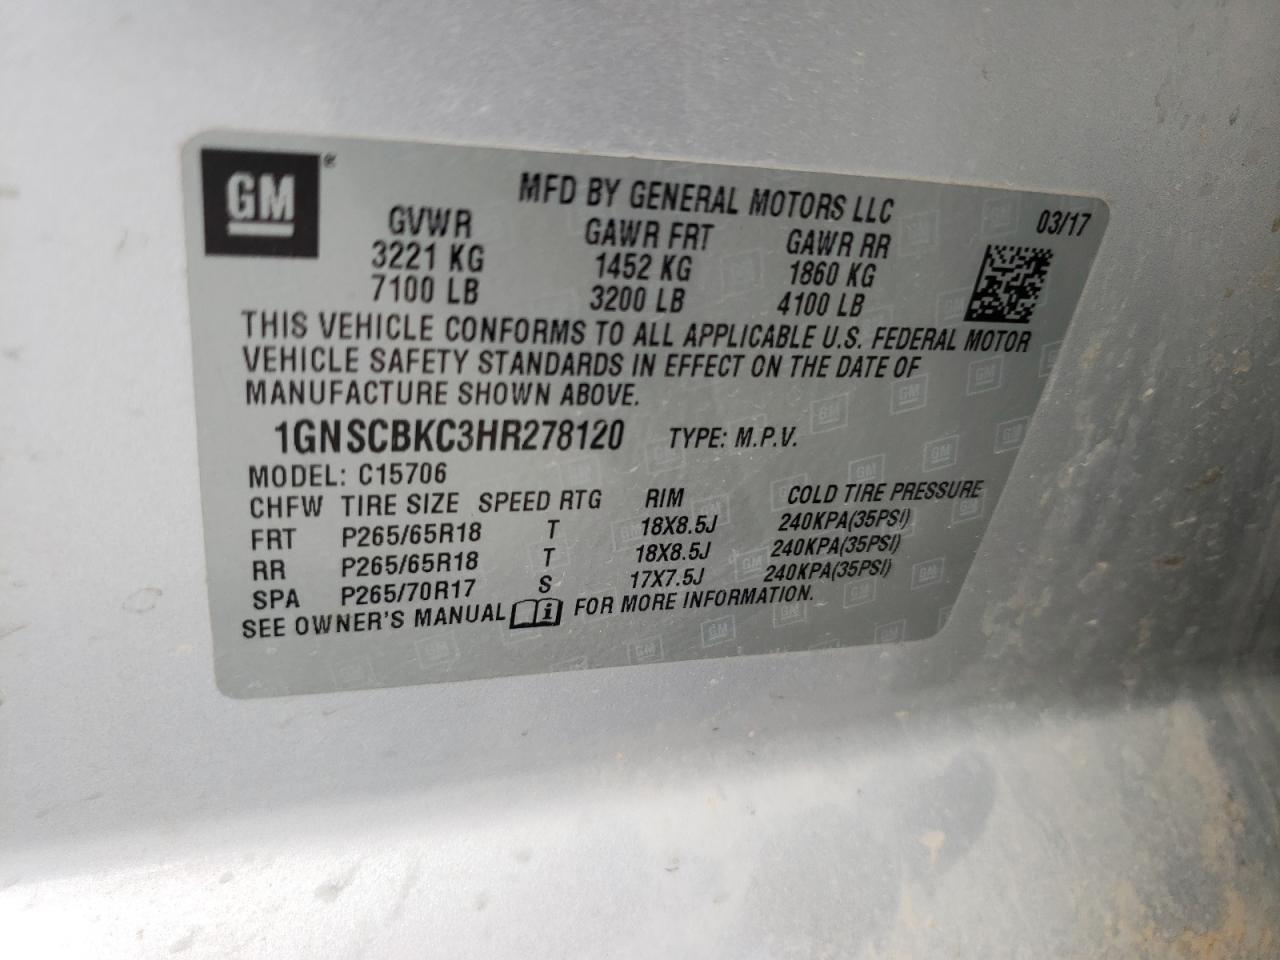 GM®
MFD BY GENERAL MOTORS LLC
03/17
GVWR GAWR FRT GAWR RR
3221 KG 1452 KG 1860 KG
7100 LB 3200 LB 4100 LB
THIS VEHICLE CONFORMS TO ALL APPLICABLE U.S. FEDERAL MOTOR
VEHICLE SAFETY STANDARDS IN EFFECT ON THE DATE OF
MANUFACTURE SHOWN ABOVE.
1GNSCBKC3HR278120 TYPE: M.P.V.
MODEL: C15706
CHFW TIRE SIZE SPEED RTG RIM COLD TIRE PRESSURE
FRT P265/65R18 T 18X8.5J 240KPA(35PSI)
RR P265/65R18 T 18X8.5J 240KPA(35PSI)
SPA P265/70R17 S 17X7.5J 240KPA(35PSI)
SEE OWNER'S MANUAL i FOR MORE INFORMATION.